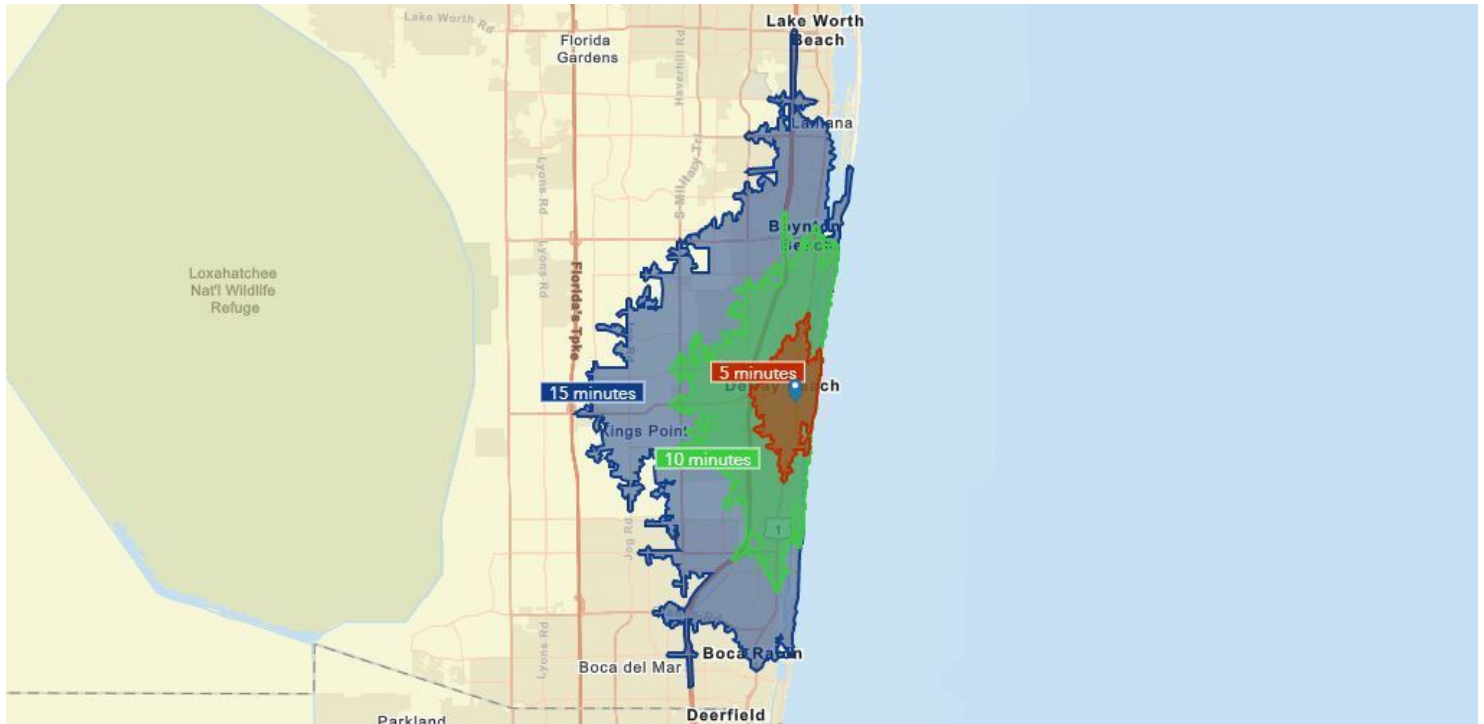 Lake Worth Rd
Lake Worth
Beach
Florida
Gardens
Haverhill Rd
Lantana
Lyons Rd
S Military Trl
Boynton
Beach
Lyons Rd
Florida's Tpke
Loxahatchee
Nat'l Wildlife
Refuge
5 minutes
Delray Beach
15 minutes
Kings Point
10 minutes
1
Jog Rd
Lyons Rd
Boca Raton
Boca del Mar
Deerfield
Parkland